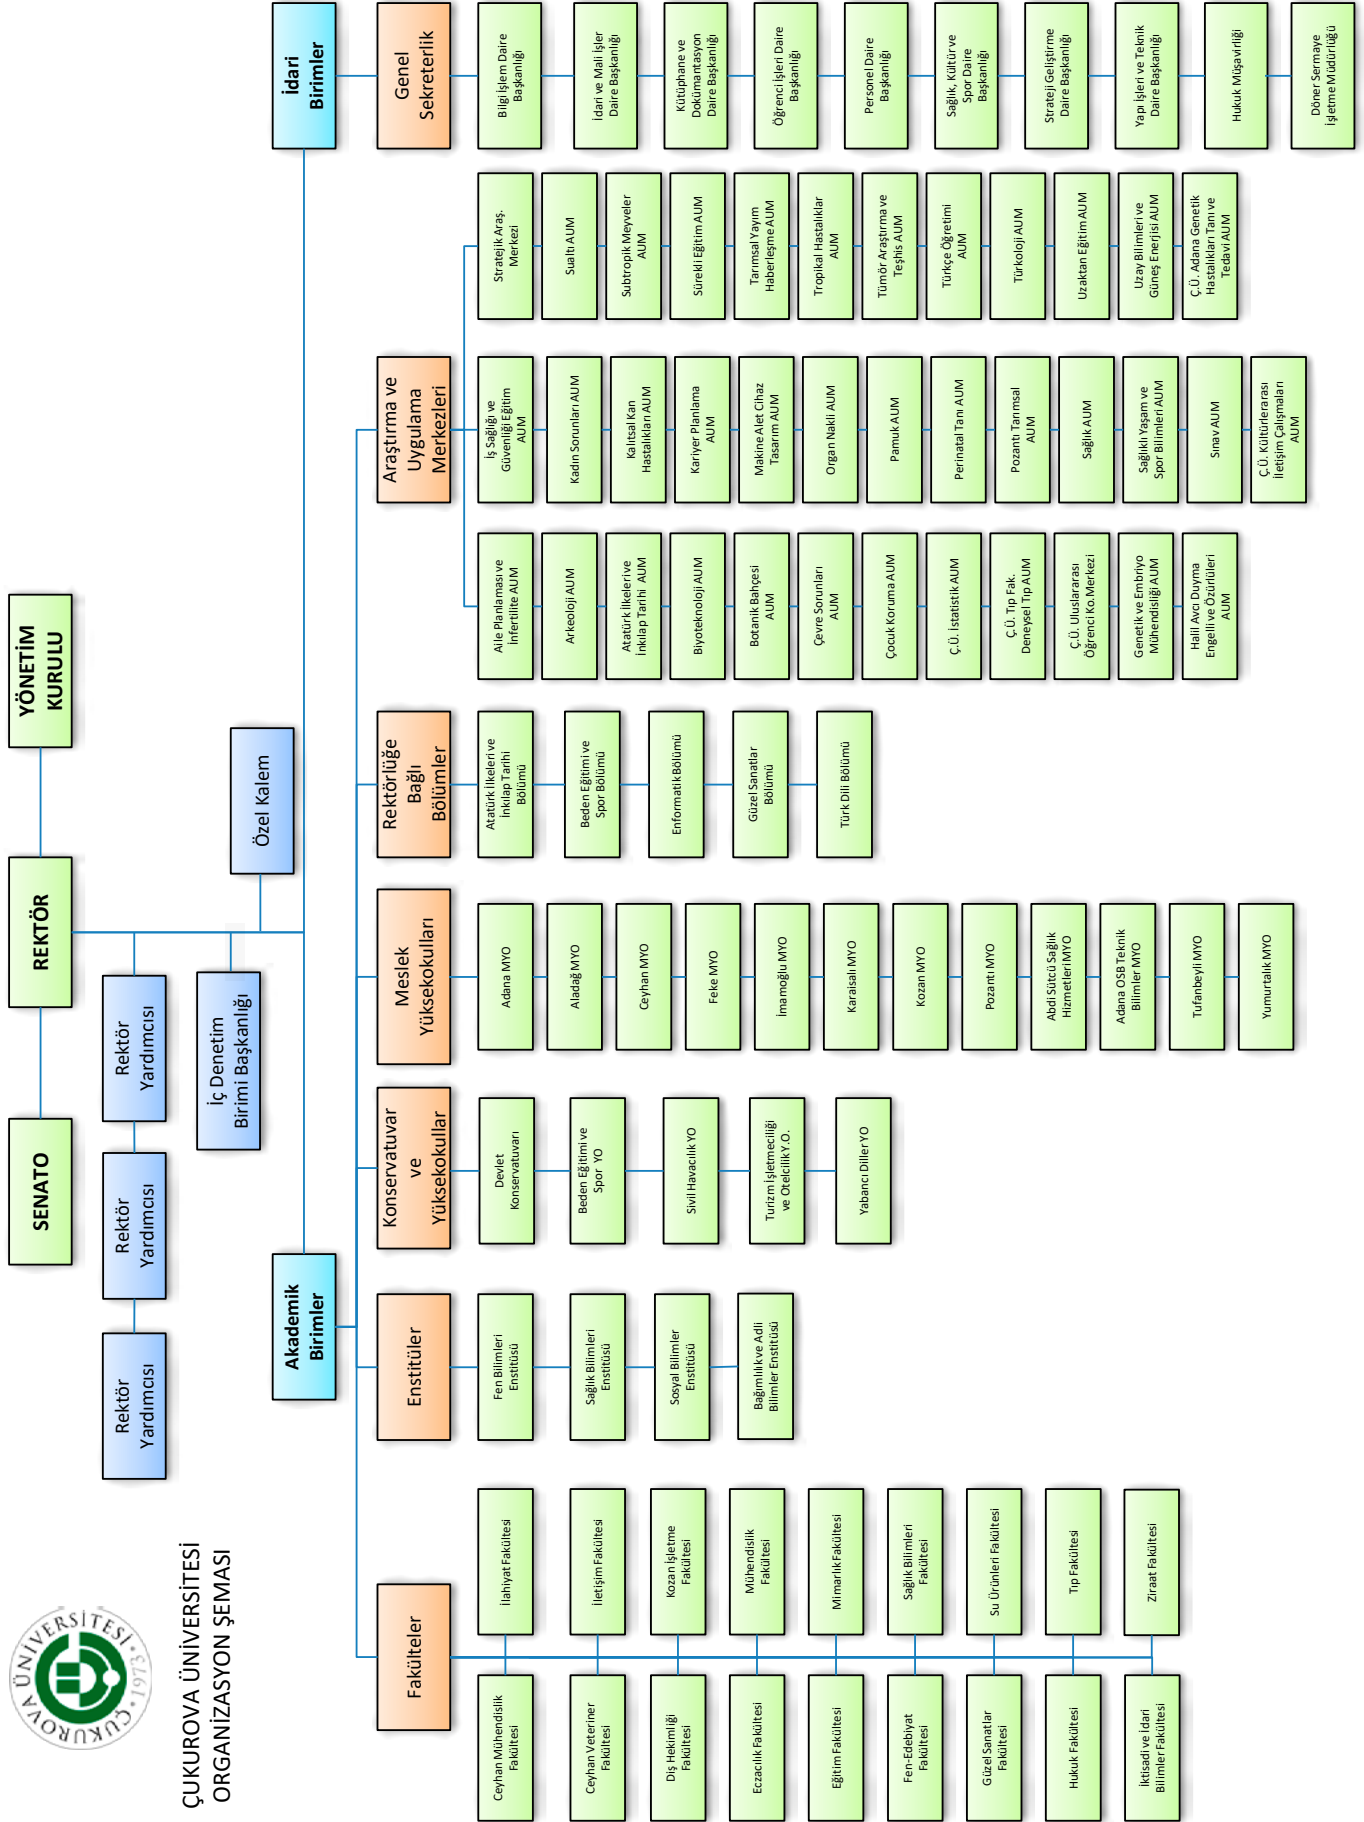 ÇUKUROVA ÜNİVERSİTESİ
·1973·
ÇUKUROVA ÜNİVERSİTESİ
ORGANİZASYON ŞEMASI
SENATO
REKTÖR
YÖNETİM
KURULU
Rektör
Yardımcısı
Rektör
Yardımcısı
Rektör
Yardımcısı
İç Denetim
Birimi Başkanlığı
Özel Kalem
Akademik
Birimler
İdari
Birimler
Fakülteler
Ceyhan Mühendislik
Fakültesi
Ceyhan Veteriner
Fakültesi
Diş Hekimliği
Fakültesi
Eczacılık Fakültesi
Eğitim Fakültesi
Fen-Edebiyat
Fakültesi
Güzel Sanatlar
Fakültesi
Hukuk Fakültesi
İktisadi ve İdari
Bilimler Fakültesi
İlahiyat Fakültesi
İletişim Fakültesi
Kozan İşletme
Fakültesi
Mühendislik
Fakültesi
Mimarlık Fakültesi
Sağlık Bilimleri
Fakültesi
Su Ürünleri Fakültesi
Tıp Fakültesi
Ziraat Fakültesi
Enstitüler
Fen Bilimleri
Enstitüsü
Sağlık Bilimleri
Enstitüsü
Sosyal Bilimler
Enstitüsü
Bağımlılık ve Adli
Bilimler Enstitüsü
Konservatuvar
ve
Yüksekokullar
Devlet
Konservatuvarı
Beden Eğitimi ve
Spor YO
Sivil Havacılık YO
Turizm İşletmeciliği
ve Otelcilik Y.O.
Yabancı Diller YO
Meslek
Yüksekokulları
Adana MYO
Aladağ MYO
Ceyhan MYO
Feke MYO
İmamoğlu MYO
Karaisalı MYO
Kozan MYO
Pozantı MYO
Abdi Sütcü Sağlık
Hizmetleri MYO
Adana OSB Teknik
Bilimler MYO
Tufanbeyli MYO
Yumurtalık MYO
Rektörlüğe
Bağlı
Bölümler
Atatürk İlkeleri ve
İnkılap Tarihi
Bölümü
Beden Eğitimi ve
Spor Bölümü
Enformatik Bölümü
Güzel Sanatlar
Bölümü
Türk Dili Bölümü
Araştırma ve
Uygulama
Merkezleri
Aile Planlaması ve
İnfertilite AUM
Arkeoloji AUM
Atatürk İlkeleri ve
İnkılap Tarihi AUM
Biyoteknoloji AUM
Botanik Bahçesi
AUM
Çevre Sorunları
AUM
Çocuk Koruma AUM
Ç.Ü. İstatistik AUM
Ç.Ü. Tıp Fak.
Deneysel Tıp AUM
Ç.Ü. Uluslararası
Öğrenci Ko.Merkezi
Genetik ve Embriyo
Mühendisliği AUM
Halil Avcı Duyma
Engelli ve Özürlüleri
AUM
İş Sağlığı ve
Güvenliği Eğitim
AUM
Kadın Sorunları AUM
Kalıtsal Kan
Hastalıkları AUM
Kariyer Planlama
AUM
Makine Alet Cihaz
Tasarım AUM
Organ Nakli AUM
Pamuk AUM
Perinatal Tanı AUM
Pozantı Tarımsal
AUM
Sağlık AUM
Sağlıklı Yaşam ve
Spor Bilimleri AUM
Sınav AUM
Ç.Ü. Kültürlerarası
İletişim Çalışmaları
AUM
Stratejik Araş.
Merkezi
Sualtı AUM
Subtropik Meyveler
AUM
Sürekli Eğitim AUM
Tarımsal Yayım
Haberleşme AUM
Tropikal Hastalıklar
AUM
Tümör Araştırma ve
Teşhis AUM
Türkçe Öğretimi
AUM
Türkoloji AUM
Uzaktan Eğitim AUM
Uzay Bilimleri ve
Güneş Enerjisi AUM
Ç.Ü. Adana Genetik
Hastalıkları Tanı ve
Tedavi AUM
Genel
Sekreterlik
Bilgi İşlem Daire
Başkanlığı
İdari ve Mali İşler
Daire Başkanlığı
Kütüphane ve
Dokümantasyon
Daire Başkanlığı
Öğrenci İşleri Daire
Başkanlığı
Personel Daire
Başkanlığı
Sağlık, Kültür ve
Spor Daire
Başkanlığı
Strateji Geliştirme
Daire Başkanlığı
Yapı İşleri ve Teknik
Daire Başkanlığı
Hukuk Müşavirliği
Döner Sermaye
İşletme Müdürlüğü